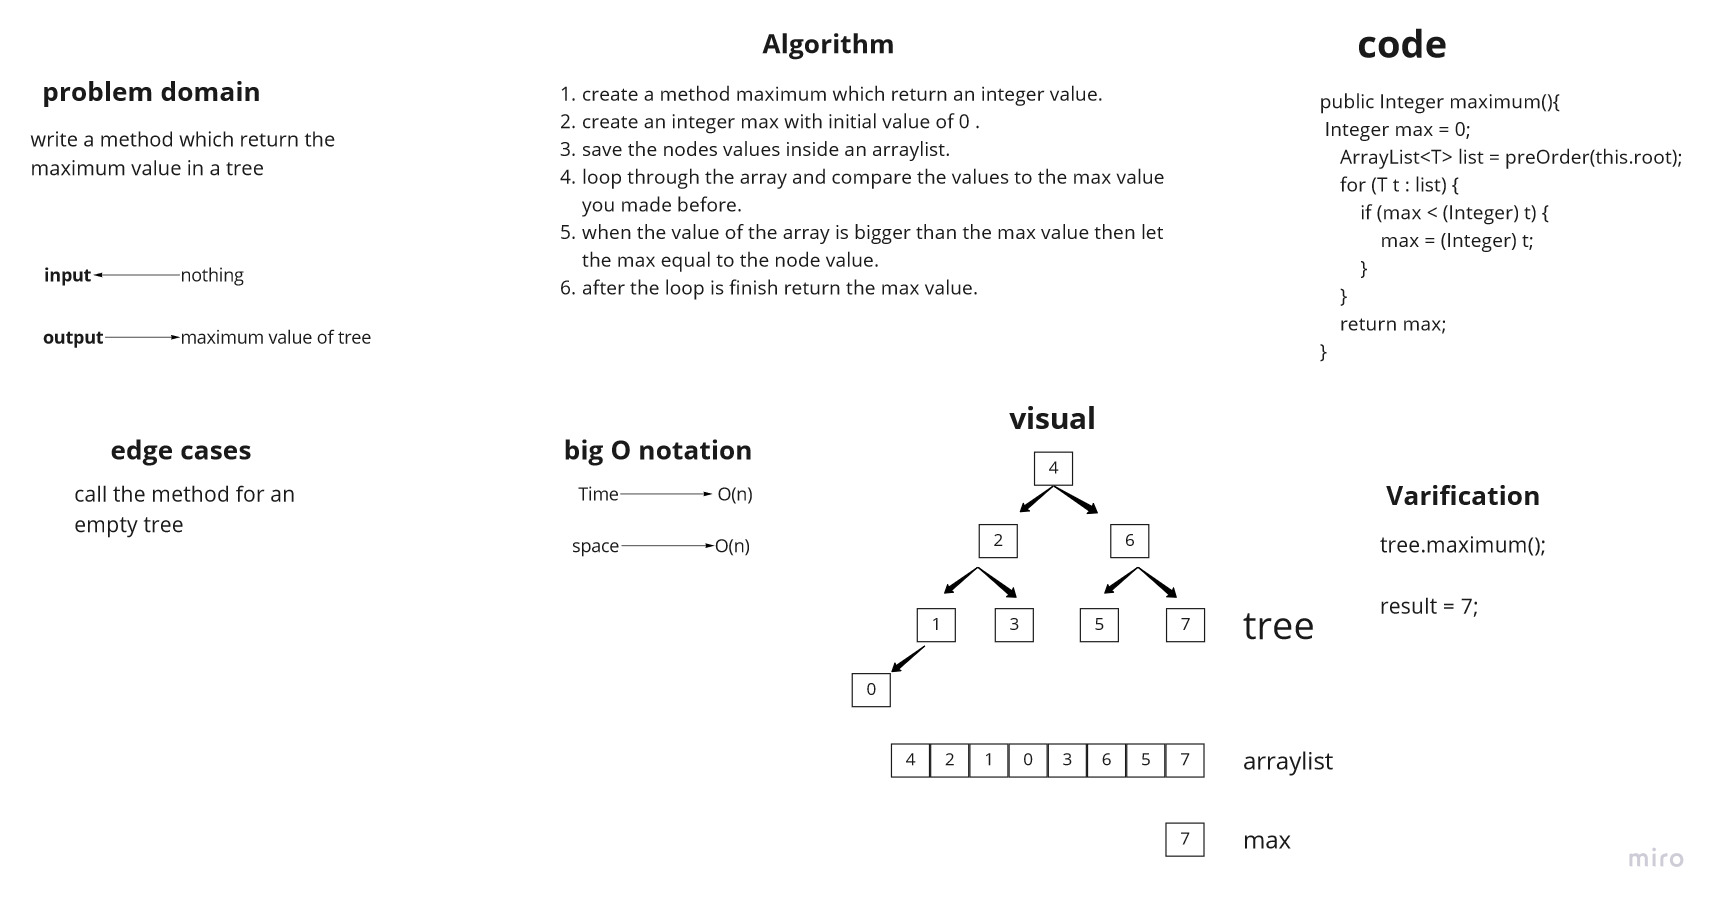 problem domain
write a method which return the
maximum value in a tree
input nothing
output maximum value of tree
edge cases
call the method for an
empty tree
Algorithm
1. create a method maximum which return an integer value.
2. create an integer max with initial value of 0 .
3. save the nodes values inside an arraylist.
4. loop through the array and compare the values to the max value
you made before.
5. when the value of the array is bigger than the max value then let
the max equal to the node value.
6. after the loop is finish return the max value.
big O notation
Time O(n)
space O(n)
visual
4
2 6
1 3 5 7 tree
0
4 2 1 0 3 6 5 7 arraylist
7 max
code
public Integer maximum(){
Integer max = 0;
ArrayList<T> list = preOrder(this.root);
for (T t : list) {
if (max < (Integer) t) {
max = (Integer) t;
}
}
return max;
}
Varification
tree.maximum();
result = 7;
miro